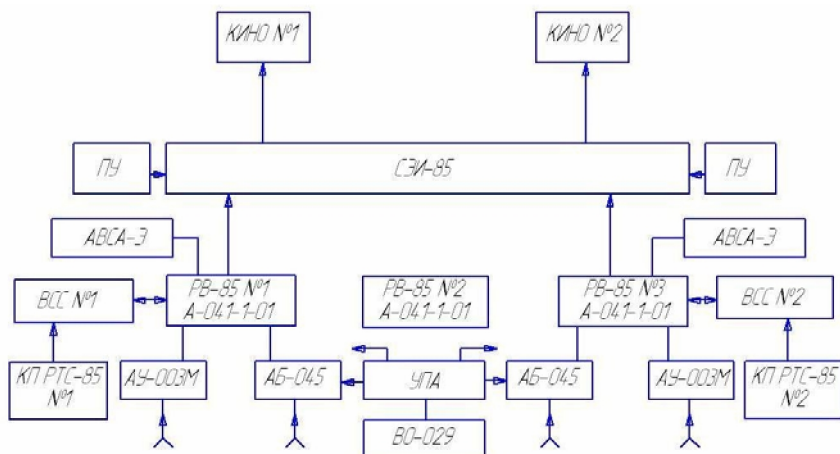 КИНО №1
КИНО №2
ПУ
СЭИ-85
ПУ
АВСА-Э
АВСА-Э
ВСС №1
РВ-85 №1
А-041-1-01
РВ-85 №2
А-041-1-01
РВ-85 №3
А-041-1-01
ВСС №2
КП РТС-85
№1
АУ-003М
АБ-045
УПА
АБ-045
АУ-003М
КП РТС-85
№2
ВО-029